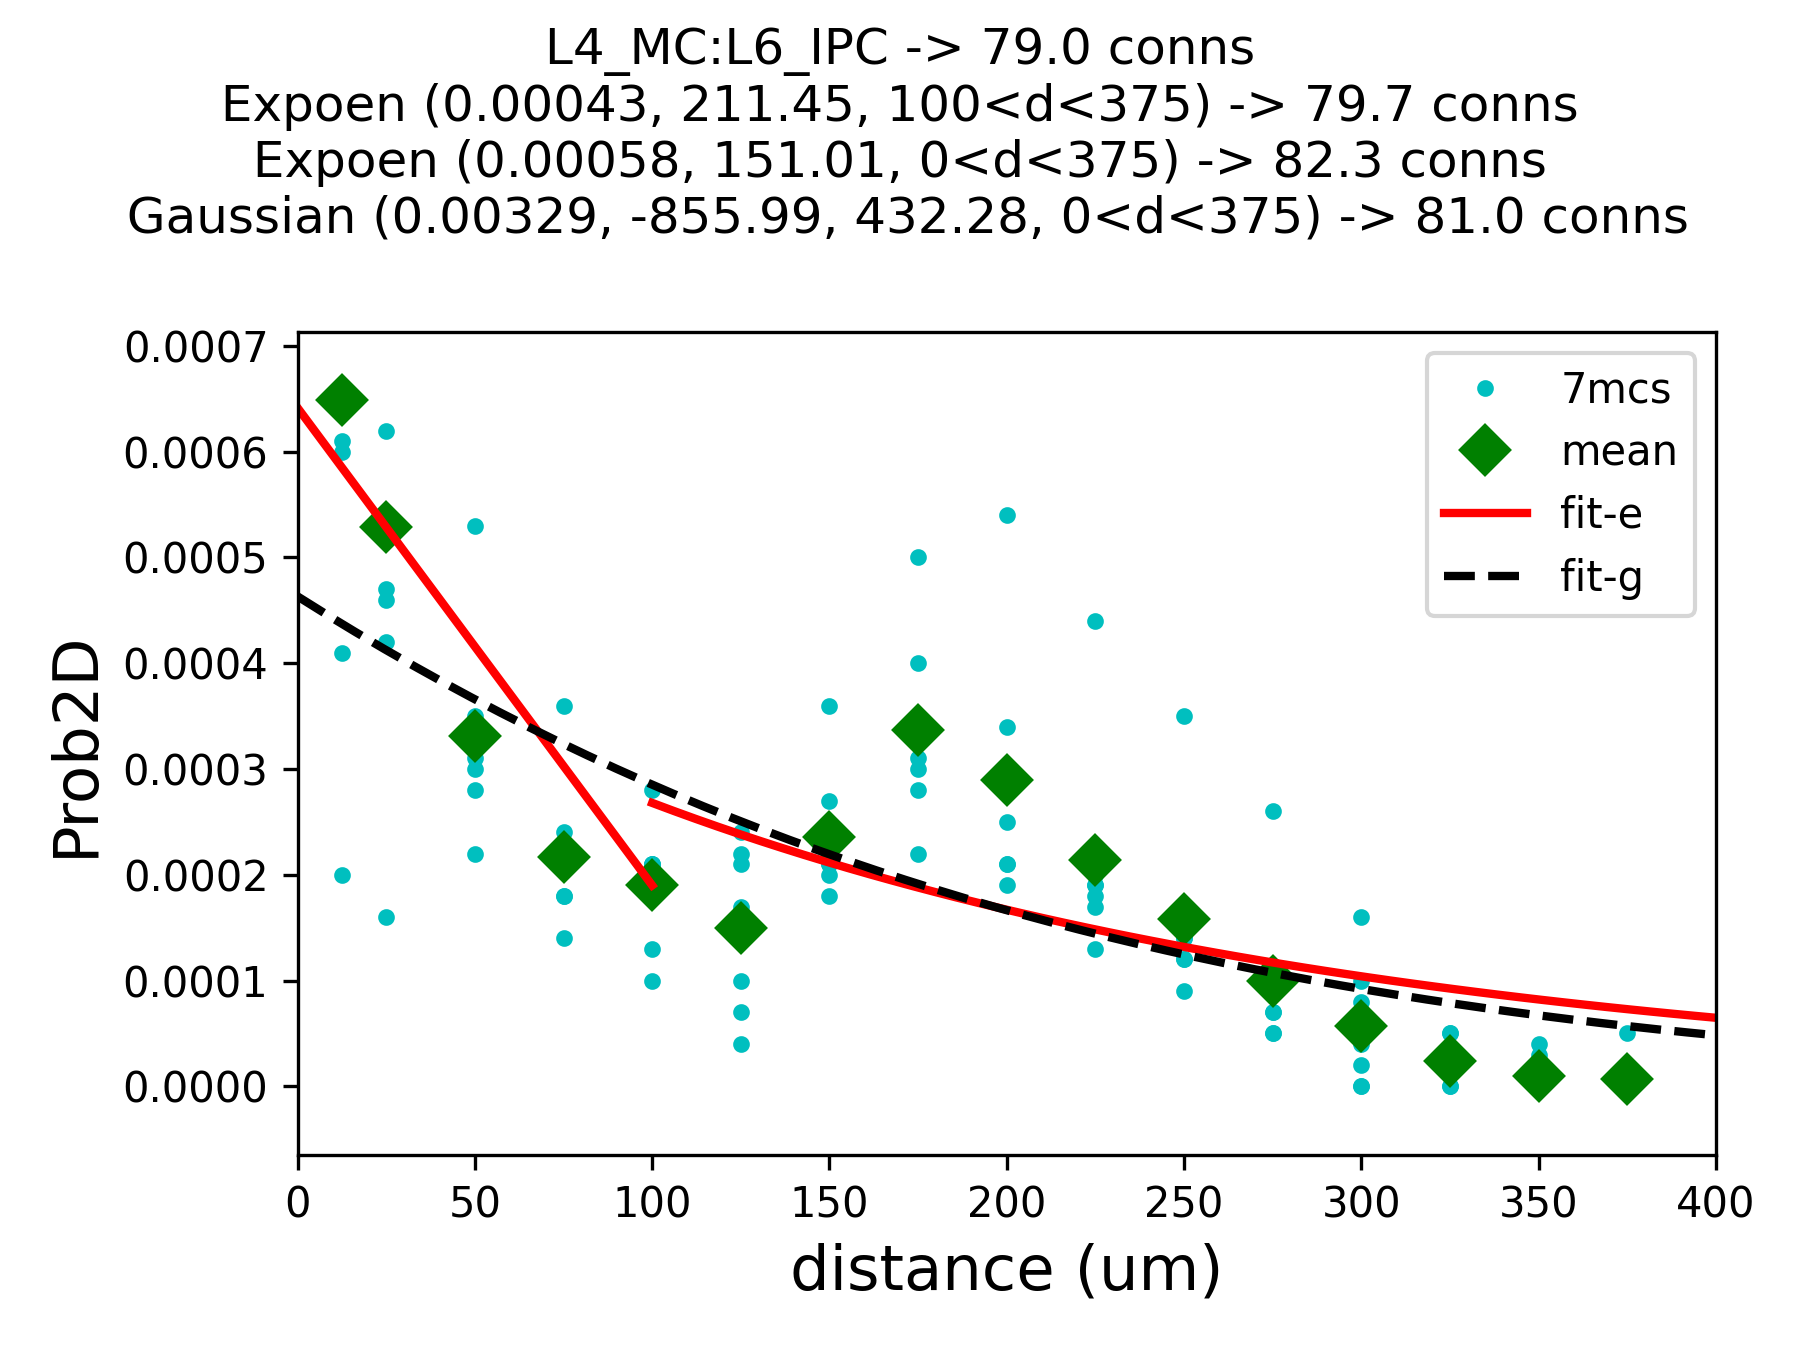 L4_MC:L6_IPC -> 79.0 conns
Expoen (0.00043, 211.45, 100<d<375) -> 79.7 conns
Expoen (0.00058, 151.01, 0<d<375) -> 82.3 conns
Gaussian (0.00329, -855.99, 432.28, 0<d<375) -> 81.0 conns
0.0007
0.0006
0.0005
0.0004
0.0003
0.0002
0.0001
0.0000
Prob2D
7mcs
mean
fit-e
fit-g
0 50 100 150 200 250 300 350 400
distance (um)